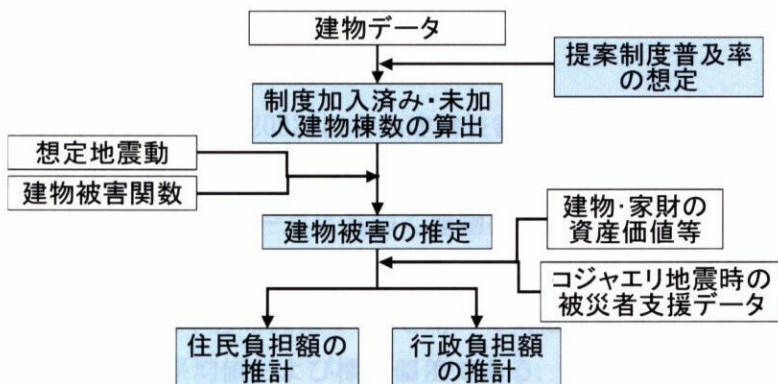 建物データ
提案制度普及率
の想定
制度加入済み・未加
入建物棟数の算出
想定地震動
建物被害関数
建物被害の推定
建物・家財の
資産価値等
コジャエリ地震時の
被災者支援データ
住民負担額の
推計
行政負担額
の推計